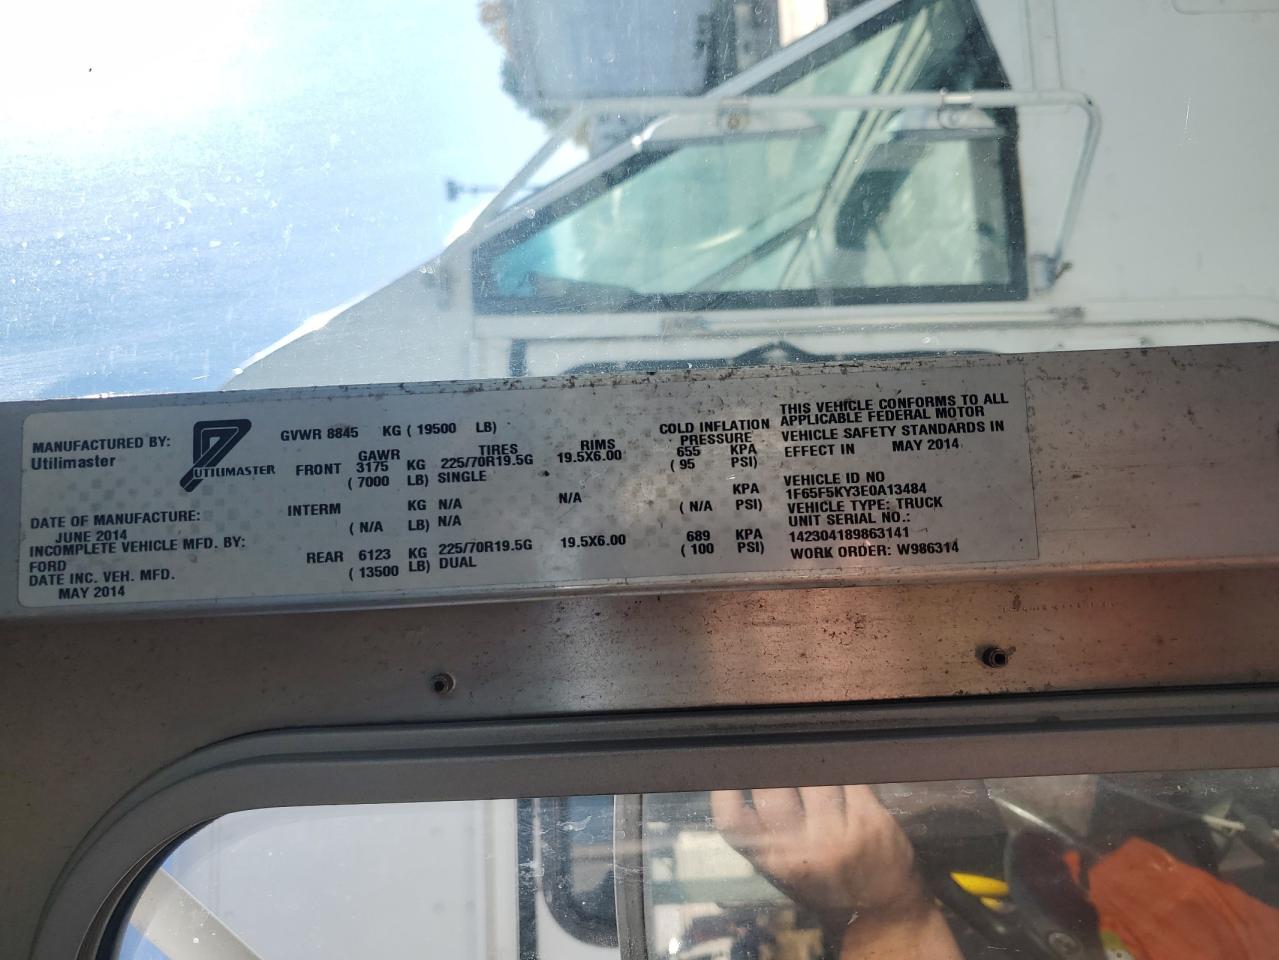 MANUFACTURED BY:
Utilimaster
UTILIMASTER
DATE OF MANUFACTURE:
JUNE 2014
INCOMPLETE VEHICLE MFD. BY:
FORD
DATE INC. VEH. MFD.
MAY 2014
GVWR 8845 KG ( 19500 LB)
GAWR TIRES RIMS COLD INFLATION PRESSURE
FRONT 3175 KG 225/70R19.5G 19.5X6.00 655 KPA
( 7000 LB) SINGLE ( 95 PSI)
INTERM KG N/A N/A KPA
( N/A LB) N/A ( N/A PSI)
REAR 6123 KG 225/70R19.5G 19.5X6.00 689 KPA
( 13500 LB) DUAL ( 100 PSI)
THIS VEHICLE CONFORMS TO ALL
APPLICABLE FEDERAL MOTOR
VEHICLE SAFETY STANDARDS IN
EFFECT IN MAY 2014.
VEHICLE ID NO
1F65F5KY3E0A13484
VEHICLE TYPE: TRUCK
UNIT SERIAL NO.:
142304189863141
WORK ORDER: W986314